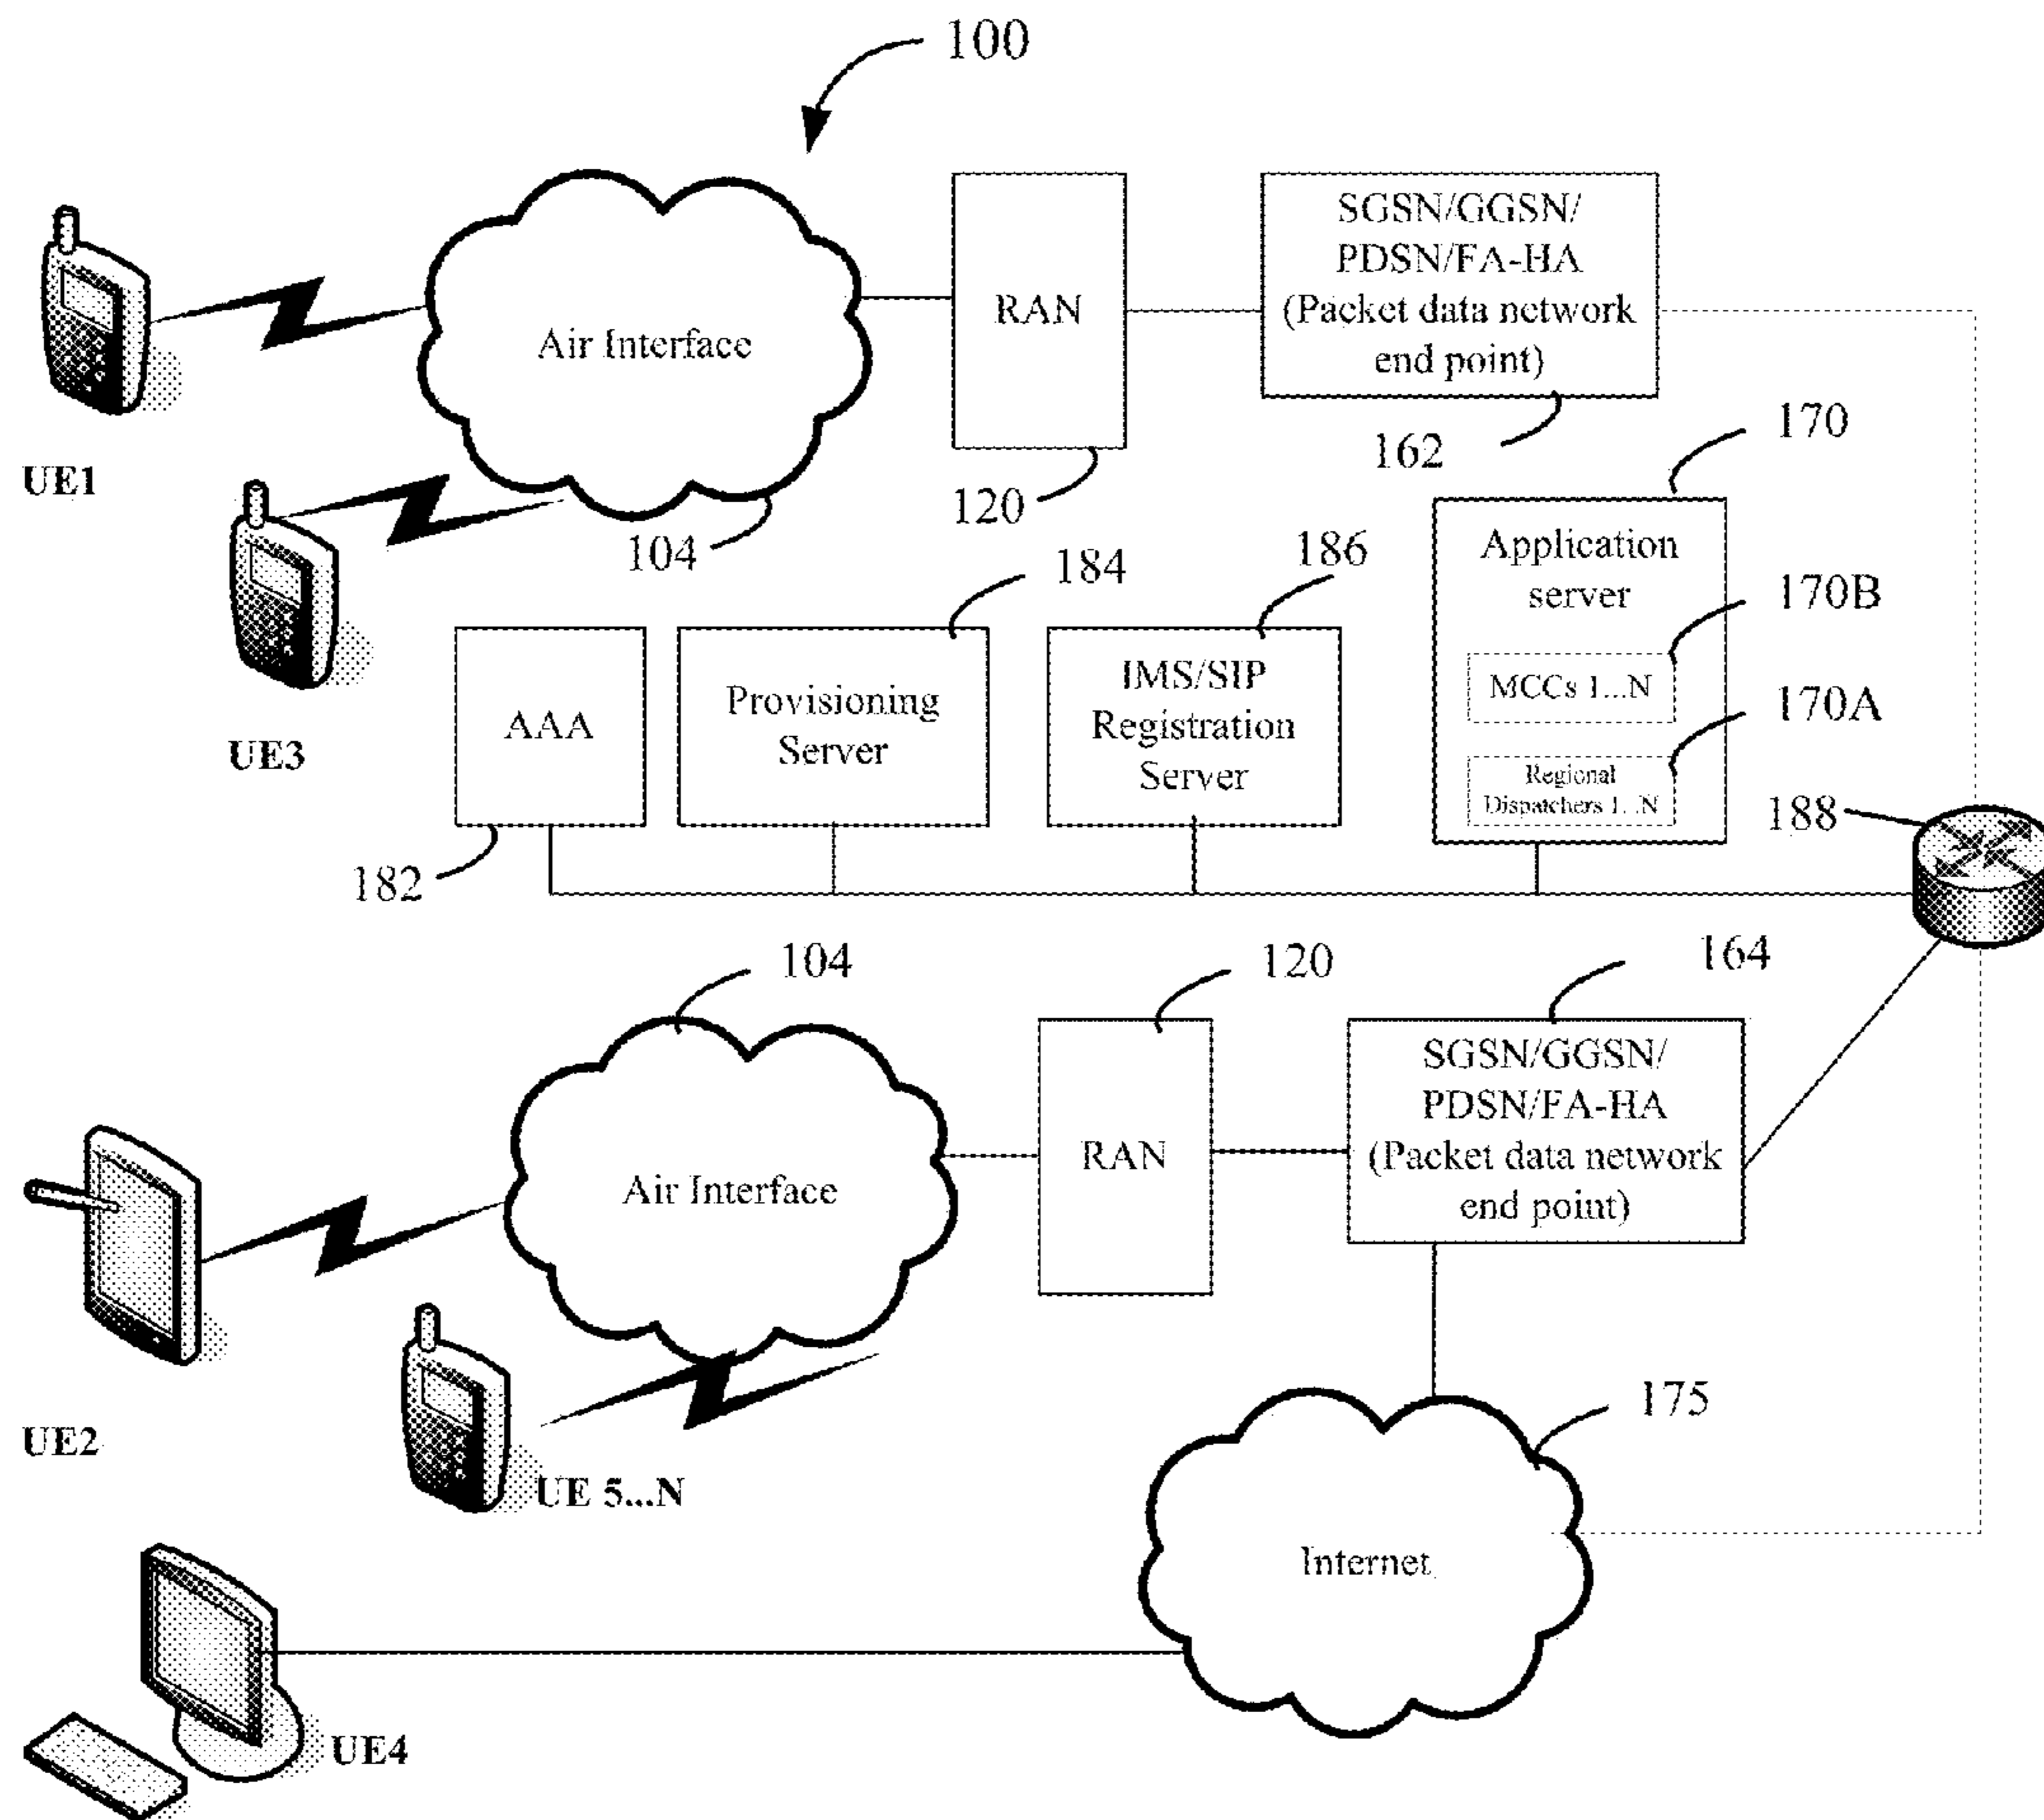 100
SGSN/GGSN/
PDSN/FA-HA
(Packet data network
end point)
RAN
Air Interface
162
170
UE1
120
104
186
184
Application
server
170B
MCCs 1...N
170A
Regional
Dispatchers 1...N
UE3
AAA
Provisioning
Server
IMS/SIP
Registration
Server
188
182
104
120
164
SGSN/GGSN/
PDSN/FA-HA
(Packet data network
end point)
RAN
Air Interface
175
UE2
UE 5...N
Internet
UE4